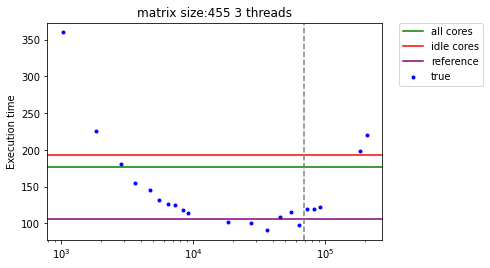 matrix size:455 3 threads
350
300
250
200
150
100
Execution time
10³
10⁴
10⁵
all cores
idle cores
reference
true